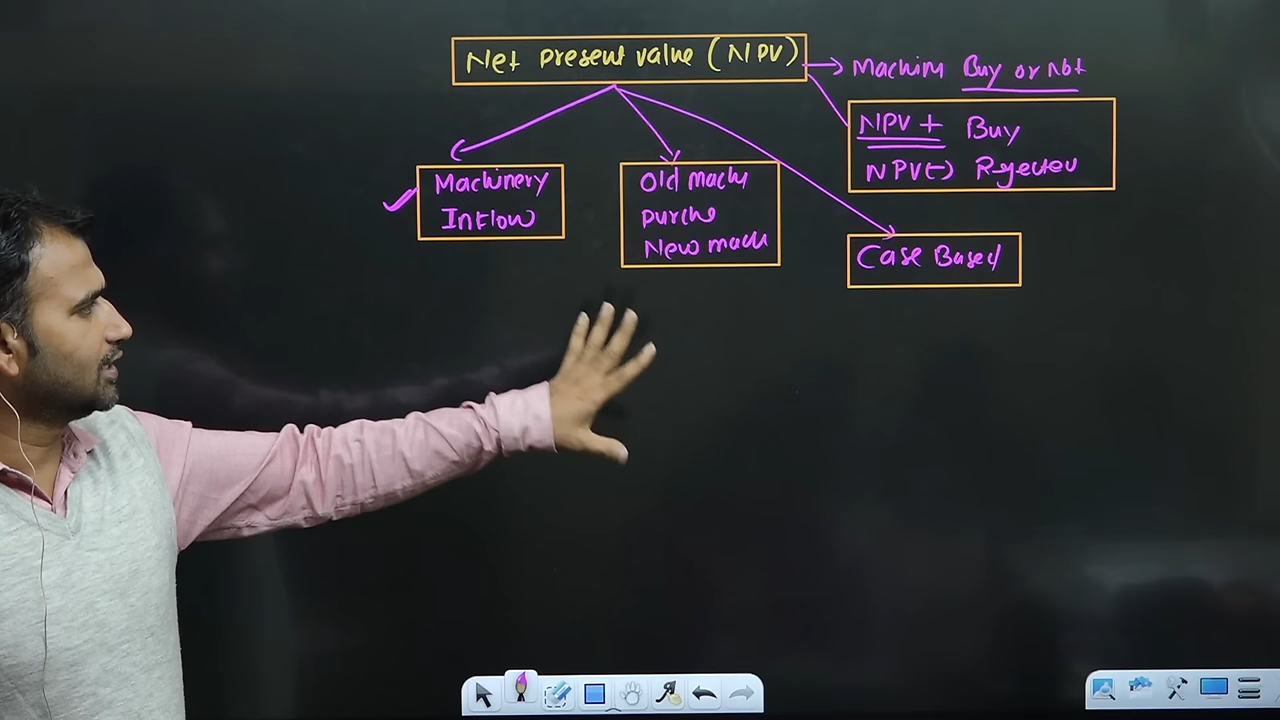 Net present value (NPV)
Machine Buy or Not
NPV + Buy
NPV(-) Rejected
Machinery
Inflow
Old mach
purche
New mach
Case Based